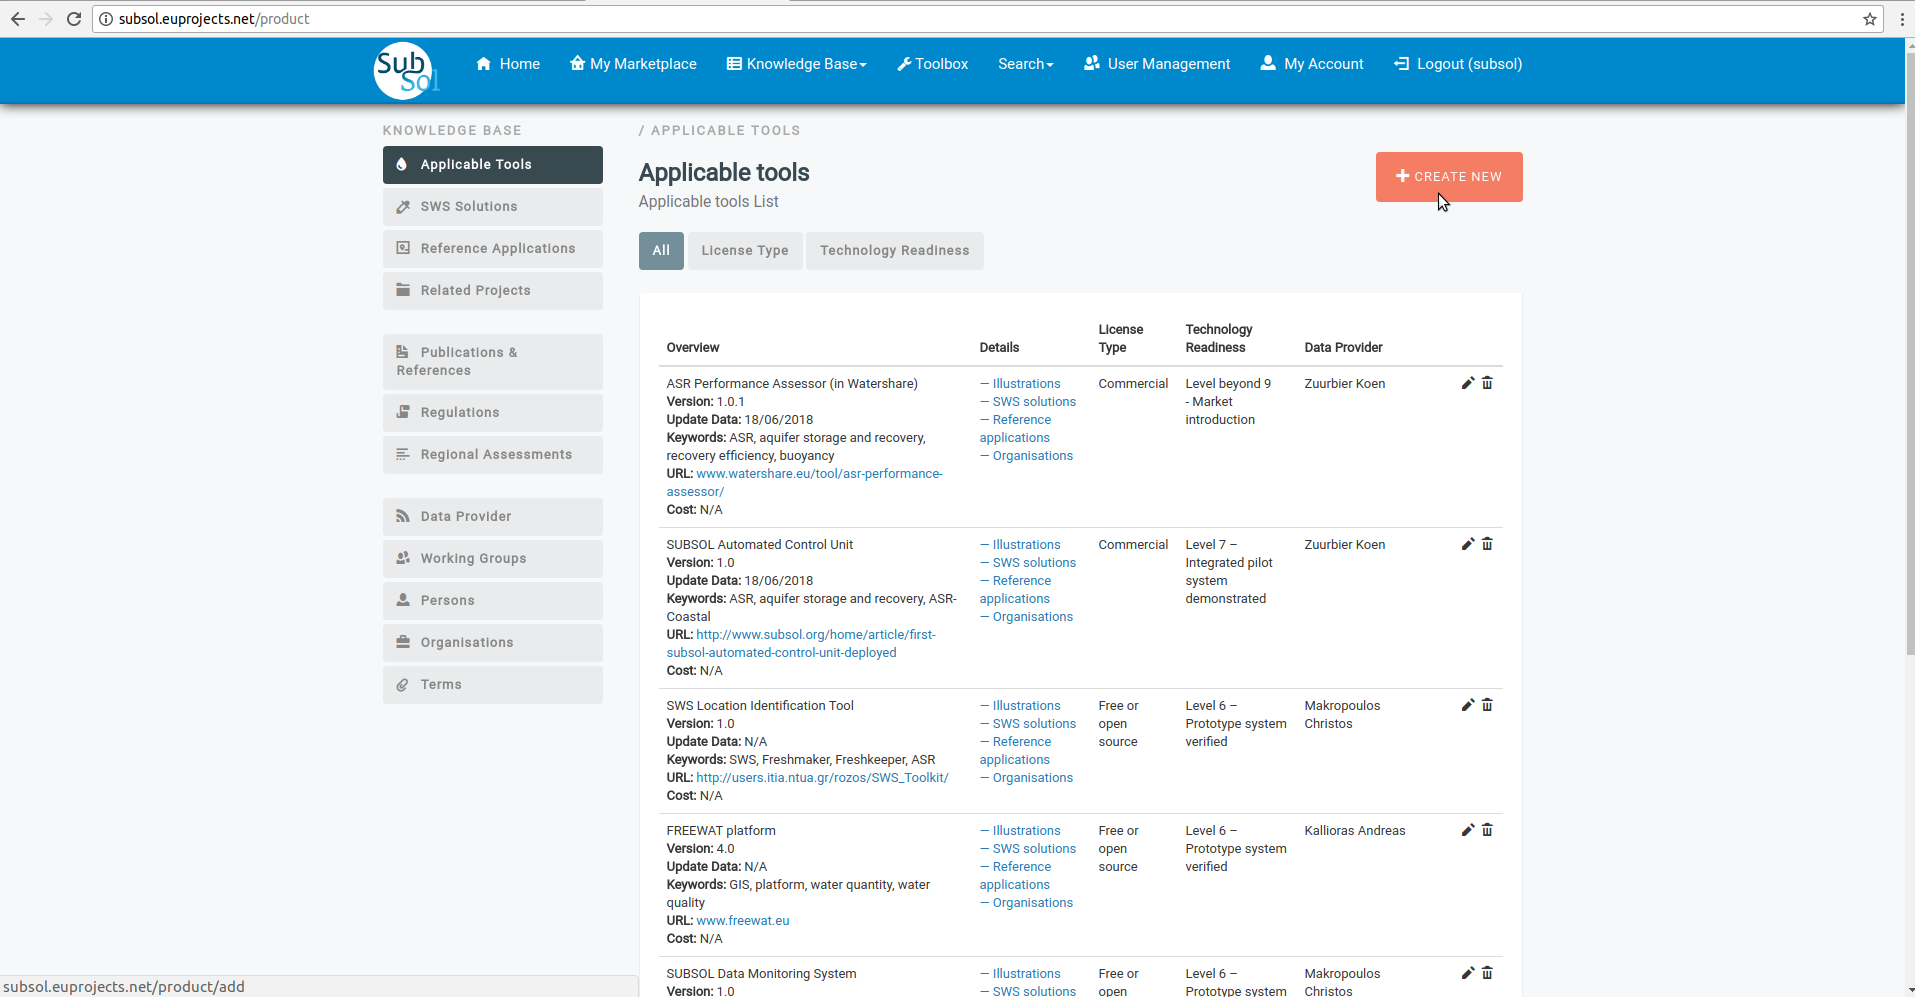 subsol.euprojects.net/product
Sub
Sol
Home
My Marketplace
Knowledge Base
Toolbox
Search
User Management
My Account
Logout (subsol)
KNOWLEDGE BASE
Applicable Tools
SWS Solutions
Reference Applications
Related Projects
Publications &
References
Regulations
Regional Assessments
Data Provider
Working Groups
Persons
Organisations
Terms
/ APPLICABLE TOOLS
Applicable tools
Applicable tools List
CREATE NEW
All
License Type
Technology Readiness
Overview
Details
License
Type
Technology
Readiness
Data Provider
ASR Performance Assessor (in Watershare)
Version: 1.0.1
Update Data: 18/06/2018
Keywords: ASR, aquifer storage and recovery,
recovery efficiency, buoyancy
URL: www.watershare.eu/tool/asr-performance-
assessor/
Cost: N/A
— Illustrations
— SWS solutions
— Reference
applications
— Organisations
Commercial
Level beyond 9
- Market
introduction
Zuurbier Koen
SUBSOL Automated Control Unit
Version: 1.0
Update Data: 18/06/2018
Keywords: ASR, aquifer storage and recovery, ASR-
Coastal
URL: http://www.subsol.org/home/article/first-
subsol-automated-control-unit-deployed
Cost: N/A
— Illustrations
— SWS solutions
— Reference
applications
— Organisations
Commercial
Level 7 –
Integrated pilot
system
demonstrated
Zuurbier Koen
SWS Location Identification Tool
Version: 1.0
Update Data: N/A
Keywords: SWS, Freshmaker, Freshkeeper, ASR
URL: http://users.itia.ntua.gr/rozos/SWS_Toolkit/
Cost: N/A
— Illustrations
— SWS solutions
— Reference
applications
— Organisations
Free or
open
source
Level 6 –
Prototype system
verified
Makropoulos
Christos
FREEWAT platform
Version: 4.0
Update Data: N/A
Keywords: GIS, platform, water quantity, water
quality
URL: www.freewat.eu
Cost: N/A
— Illustrations
— SWS solutions
— Reference
applications
— Organisations
Free or
open
source
Level 6 –
Prototype system
verified
Kallioras Andreas
SUBSOL Data Monitoring System
Version: 1.0
— Illustrations
— SWS solutions
Free or
open
Level 6 –
Prototype system
Makropoulos
Christos
subsol.euprojects.net/product/add